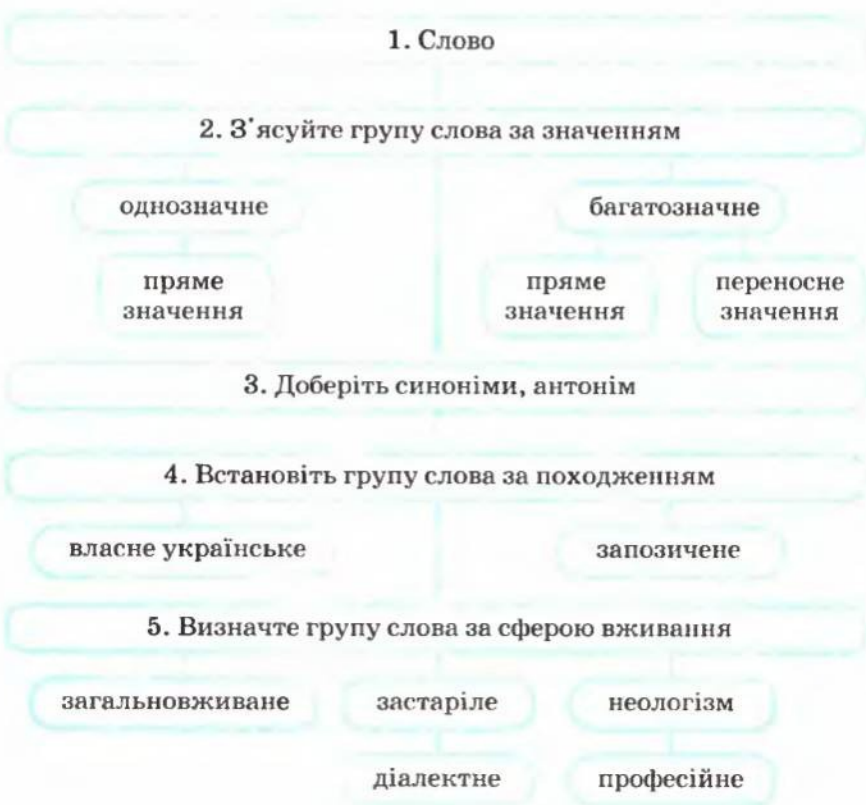 1. Слово
2. З'ясуйте групу слова за значенням
однозначне
багатозначне
пряме
значення
пряме
значення
переносне
значення
3. Доберіть синоніми, антонім
4. Встановіть групу слова за походженням
власне українське
запозичене
5. Визначте групу слова за сферою вживання
загальновживане
застаріле
неологізм
діалектне
професійне